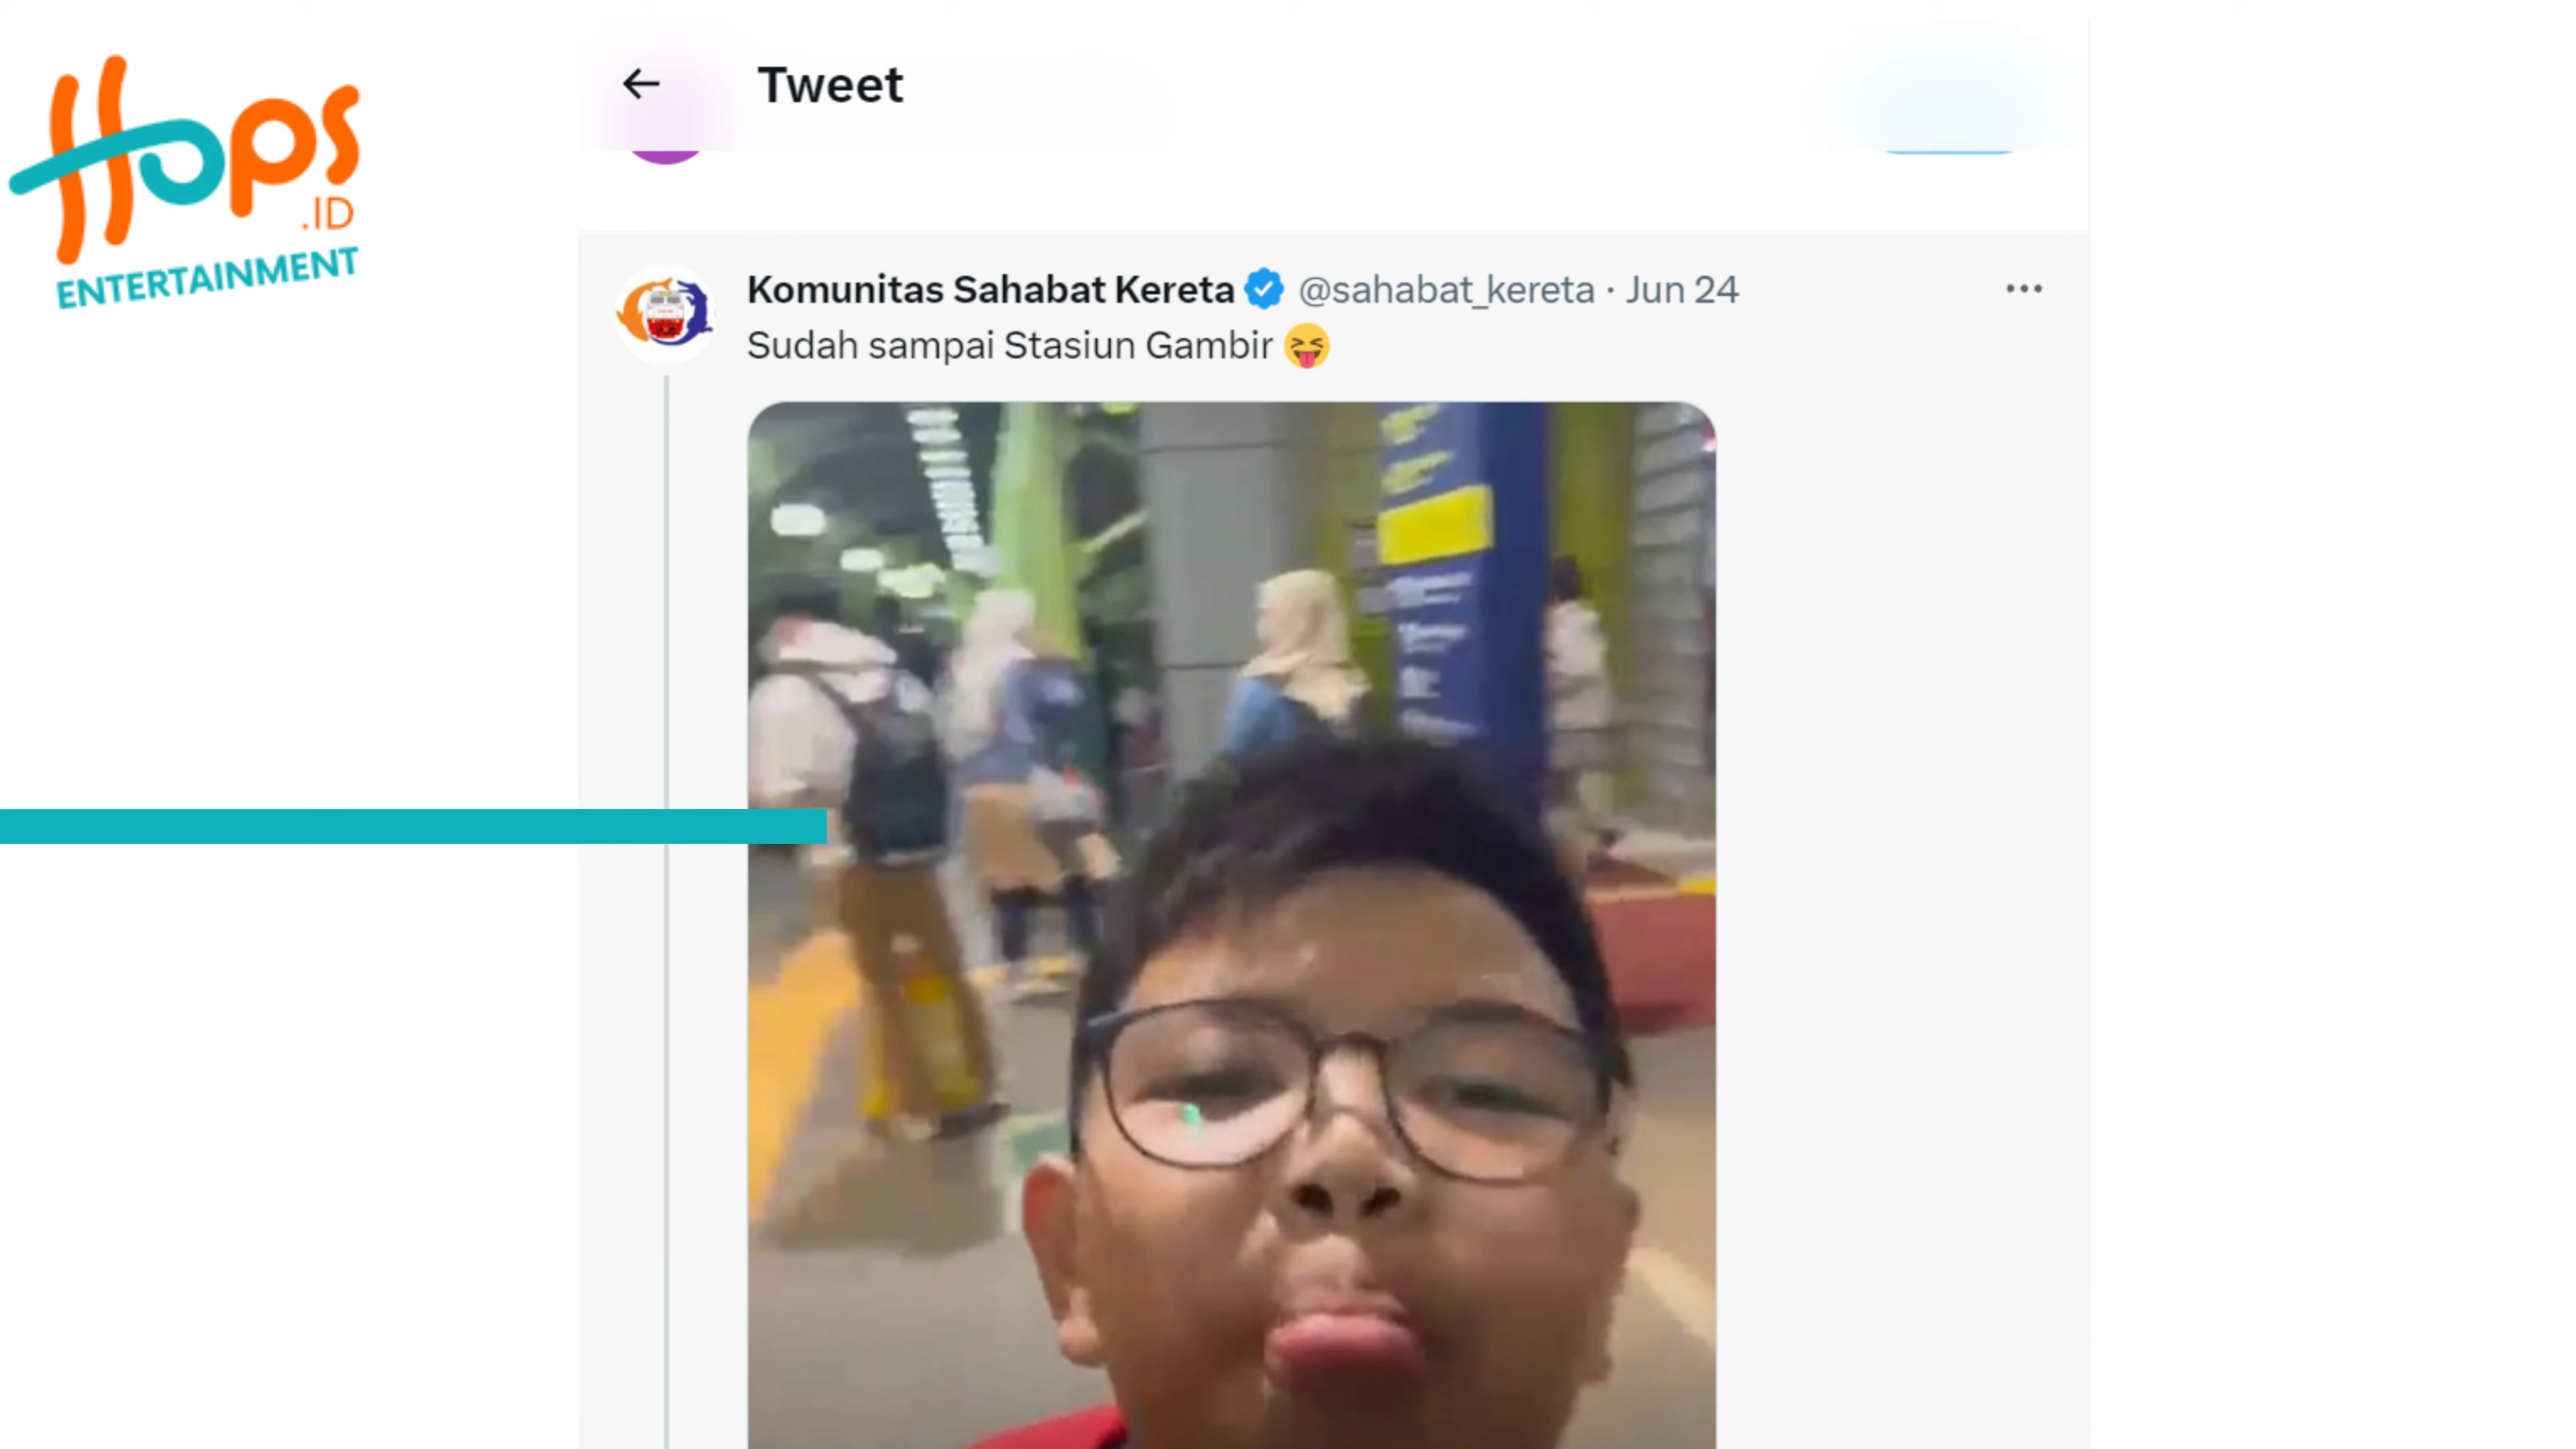 Hops
.ID
ENTERTAINMENT
Tweet
Komunitas Sahabat Kereta @sahabat_kereta · Jun 24
Sudah sampai Stasiun Gambir 😝